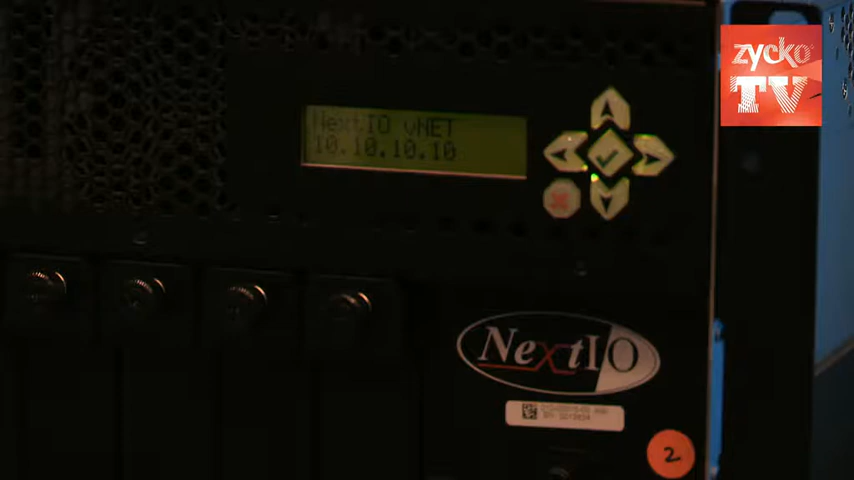 zycko
TV
NextIO vNET
10.10.10.10
NextIO
2